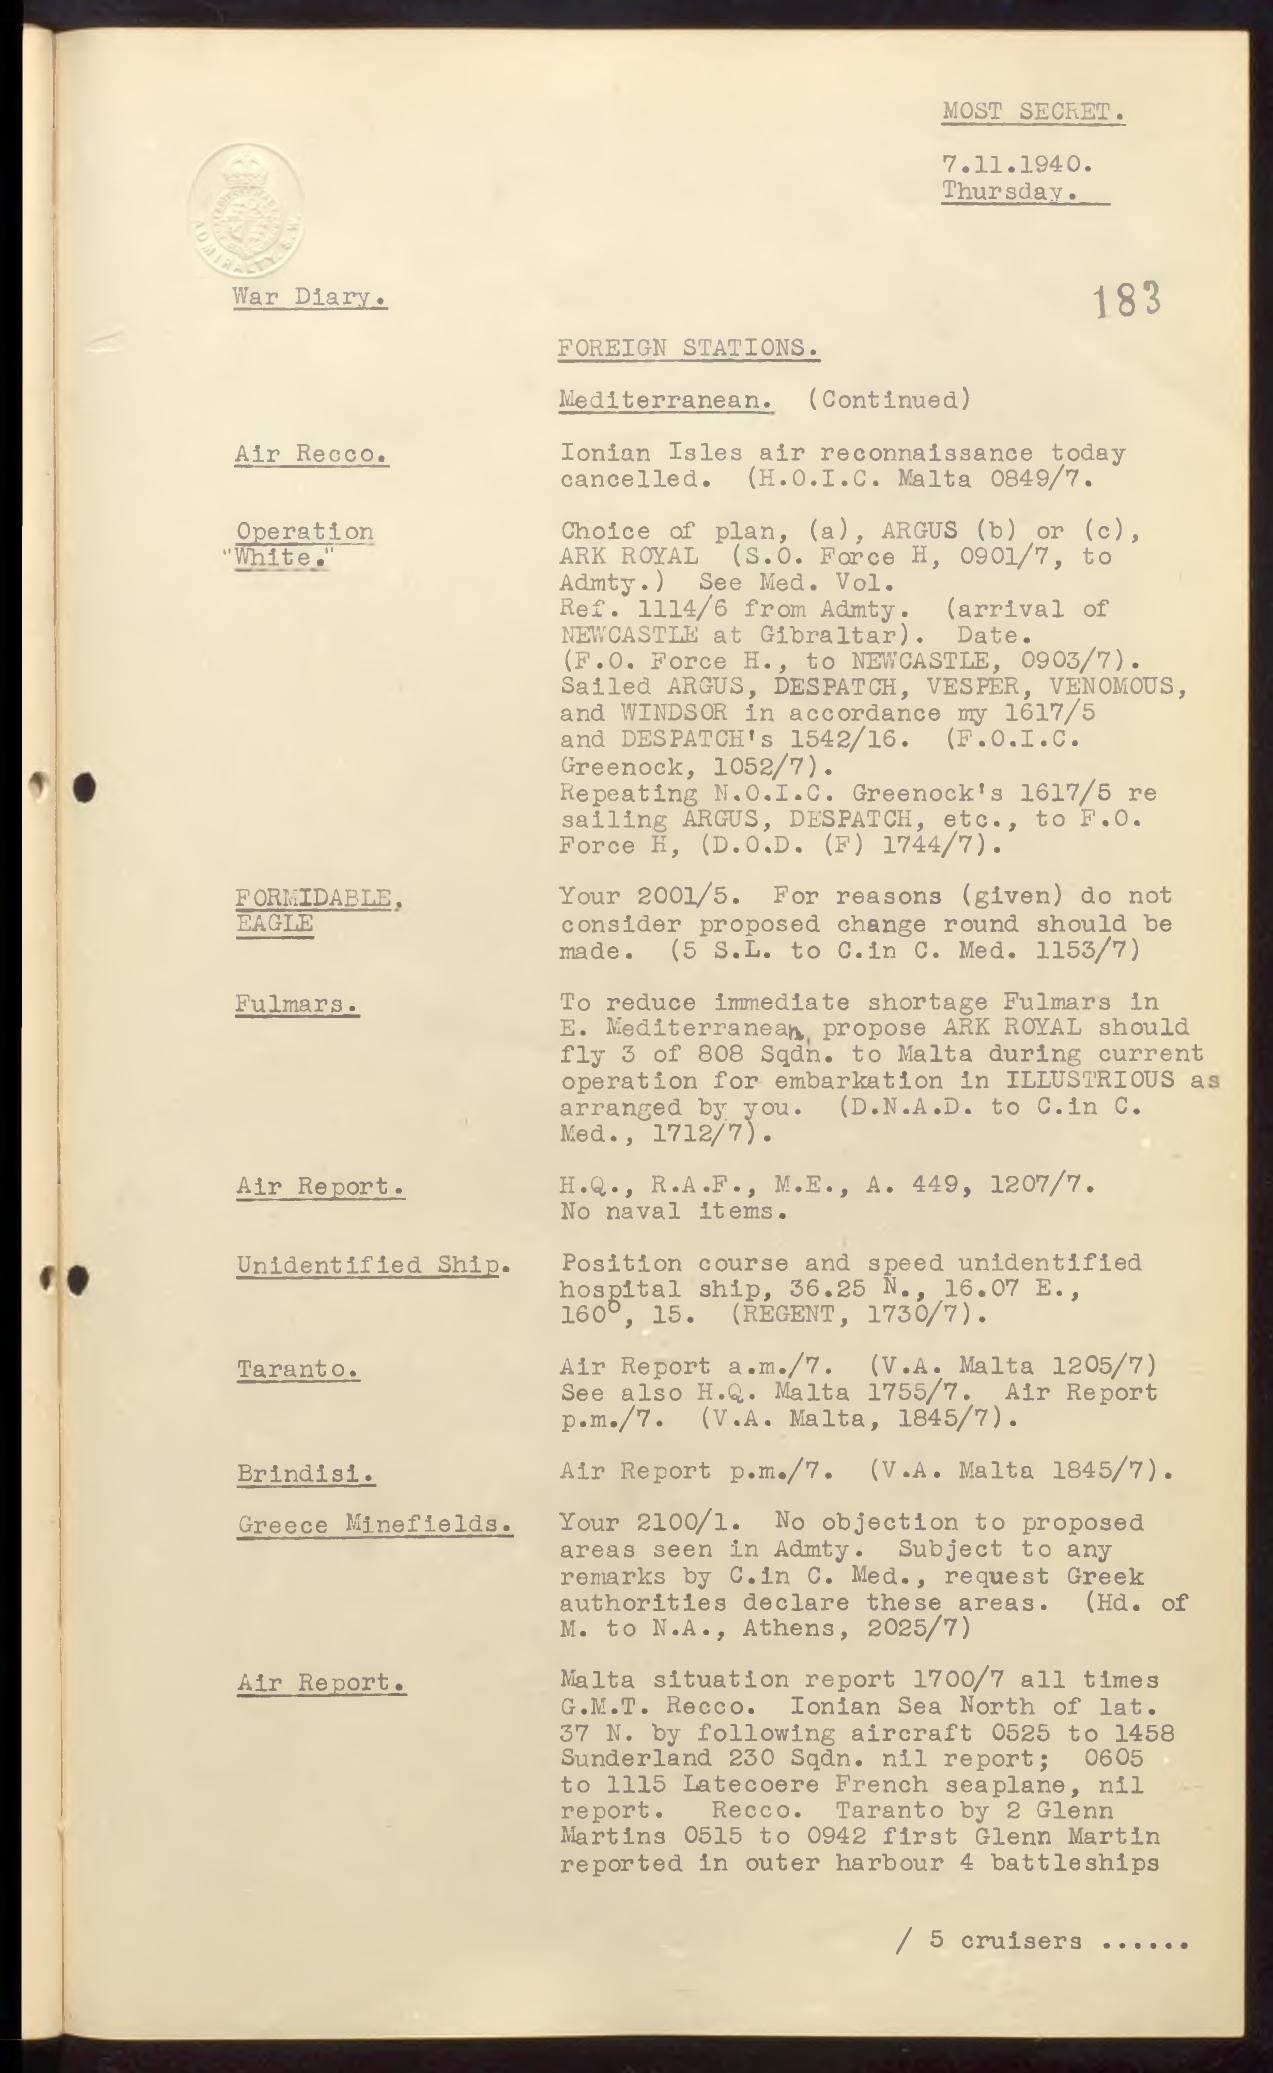 MOST SECRET.
7.11.1940.
Thursday.
ADMIRALTY. S.W.
War Diary.
183
FOREIGN STATIONS.
Mediterranean. (Continued)
Air Recco.
Ionian Isles air reconnaissance today
cancelled. (H.O.I.C. Malta 0849/7.
Operation
"White."
Choice of plan, (a), ARGUS (b) or (c),
ARK ROYAL (S.O. Force H, 0901/7, to
Admty.) See Med. Vol.
Ref. 1114/6 from Admty. (arrival of
NEWCASTLE at Gibraltar). Date.
(F.O. Force H., to NEWCASTLE, 0903/7).
Sailed ARGUS, DESPATCH, VESPER, VENOMOUS,
and WINDSOR in accordance my 1617/5
and DESPATCH's 1542/16. (F.O.I.C.
Greenock, 1052/7).
Repeating N.O.I.C. Greenock's 1617/5 re
sailing ARGUS, DESPATCH, etc., to F.O.
Force H, (D.O.D. (F) 1744/7).
FORMIDABLE,
EAGLE
Your 2001/5. For reasons (given) do not
consider proposed change round should be
made. (5 S.L. to C.in C. Med. 1153/7)
Fulmars.
To reduce immediate shortage Fulmars in
E. Mediterranean, propose ARK ROYAL should
fly 3 of 808 Sqdn. to Malta during current
operation for embarkation in ILLUSTRIOUS as
arranged by you. (D.N.A.D. to C.in C.
Med., 1712/7).
Air Report.
H.Q., R.A.F., M.E., A. 449, 1207/7.
No naval items.
Unidentified Ship.
Position course and speed unidentified
hospital ship, 36.25 N., 16.07 E.,
160°, 15. (REGENT, 1730/7).
Taranto.
Air Report a.m./7. (V.A. Malta 1205/7)
See also H.Q. Malta 1755/7. Air Report
p.m./7. (V.A. Malta, 1845/7).
Brindisi.
Air Report p.m./7. (V.A. Malta 1845/7).
Greece Minefields.
Your 2100/1. No objection to proposed
areas seen in Admty. Subject to any
remarks by C.in C. Med., request Greek
authorities declare these areas. (Hd. of
M. to N.A., Athens, 2025/7)
Air Report.
Malta situation report 1700/7 all times
G.M.T. Recco. Ionian Sea North of lat.
37 N. by following aircraft 0525 to 1458
Sunderland 230 Sqdn. nil report; 0605
to 1115 Latecoere French seaplane, nil
report. Recco. Taranto by 2 Glenn
Martins 0515 to 0942 first Glenn Martin
reported in outer harbour 4 battleships
/ 5 cruisers ......